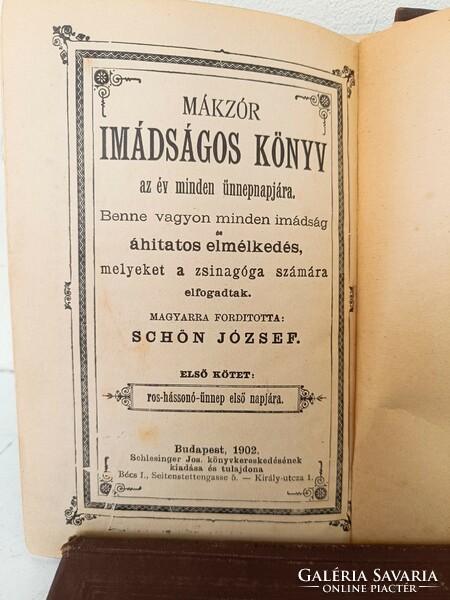 MÁKZÓR
IMÁDSÁGOS KÖNYV
az év minden ünnepnapjára.
Benne vagyon minden imádság
és
áhitatos elmélkedés,
melyeket a zsinagóga számára
elfogadtak.
MAGYARRA FORDITOTTA:
SCHÖN JÓZSEF.
ELSŐ KÖTET:
ros-hássonó-ünnep első napjára.
Budapest, 1902.
Schlesinger Jos. könyvkereskedésének
kiadása és tulajdona
Bécs I., Seitenstettengasse 5. — Király-utcza 1.
GALÉRIA SAVARIA
ONLINE PIACTÉR